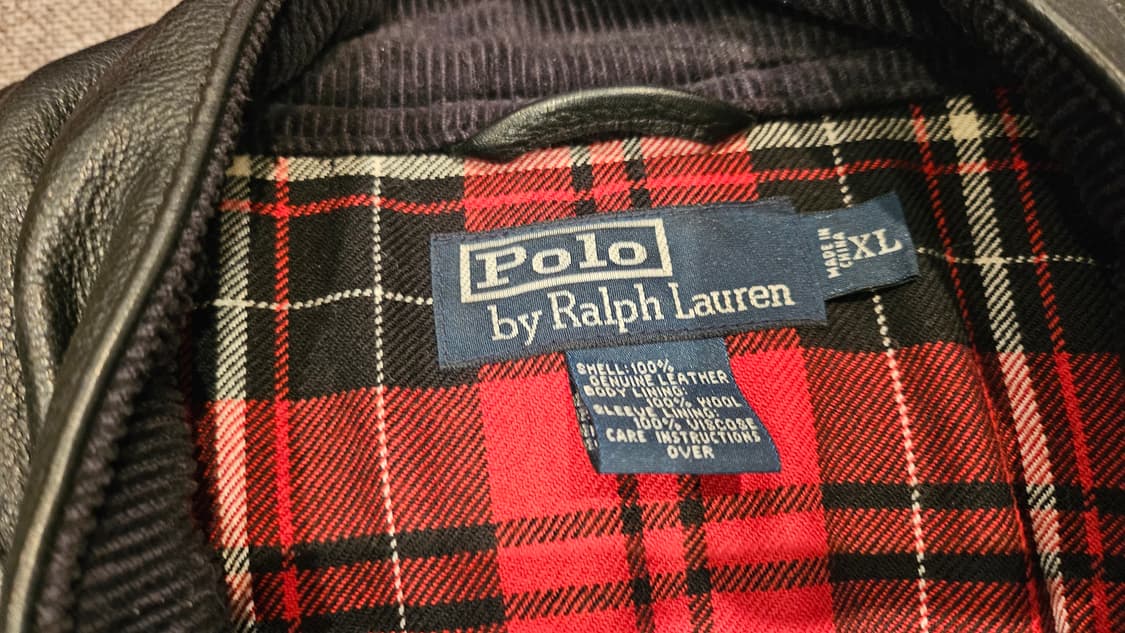 Polo
by Ralph Lauren
MADE IN
CHINA
XL
SHELL: 100%
GENUINE LEATHER
BODY LINING:
100% WOOL
SLEEVE LINING:
100% VISCOSE
CARE INSTRUCTIONS
OVER